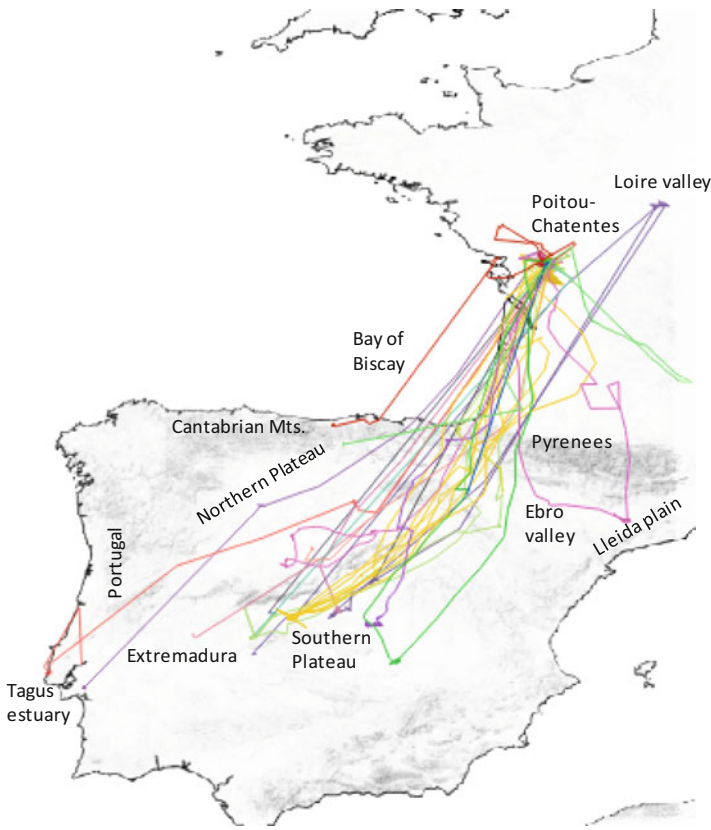 Loire valley
Poitou-
Chatentes
Bay of
Biscay
Cantabrian Mts.
Northern Plateau
Pyrenees
Ebro
valley
Lleida plain
Portugal
Extremadura
Southern
Plateau
Tagus
estuary